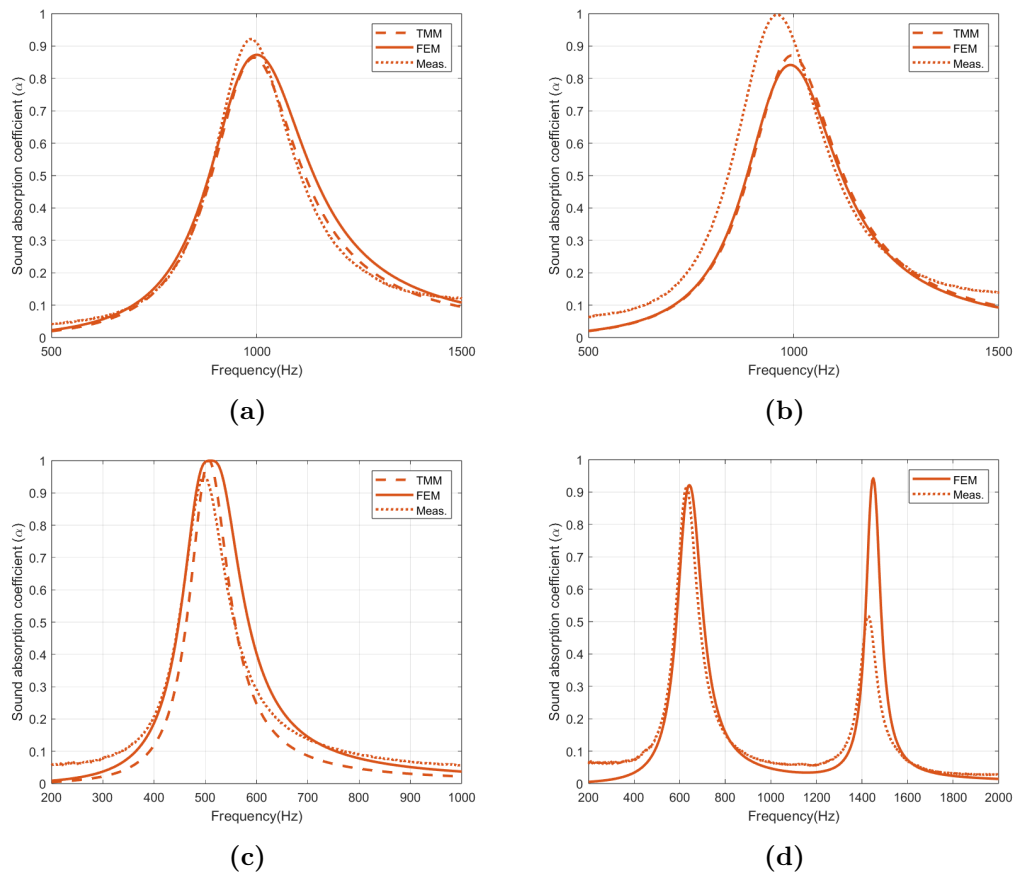 1
0.9
0.8
0.7
0.6
0.5
0.4
0.3
0.2
0.1
0
Sound absorption coefficient (α)
500 1000 1500
Frequency(Hz)
TMM
FEM
Meas.
(a)
1
0.9
0.8
0.7
0.6
0.5
0.4
0.3
0.2
0.1
0
Sound absorption coefficient (α)
500 1000 1500
Frequency(Hz)
TMM
FEM
Meas.
(b)
1
0.9
0.8
0.7
0.6
0.5
0.4
0.3
0.2
0.1
0
Sound absorption coefficient (α)
200 300 400 500 600 700 800 900 1000
Frequency(Hz)
TMM
FEM
Meas.
(c)
1
0.9
0.8
0.7
0.6
0.5
0.4
0.3
0.2
0.1
0
Sound absorption coefficient (α)
200 400 600 800 1000 1200 1400 1600 1800 2000
Frequency(Hz)
FEM
Meas.
(d)